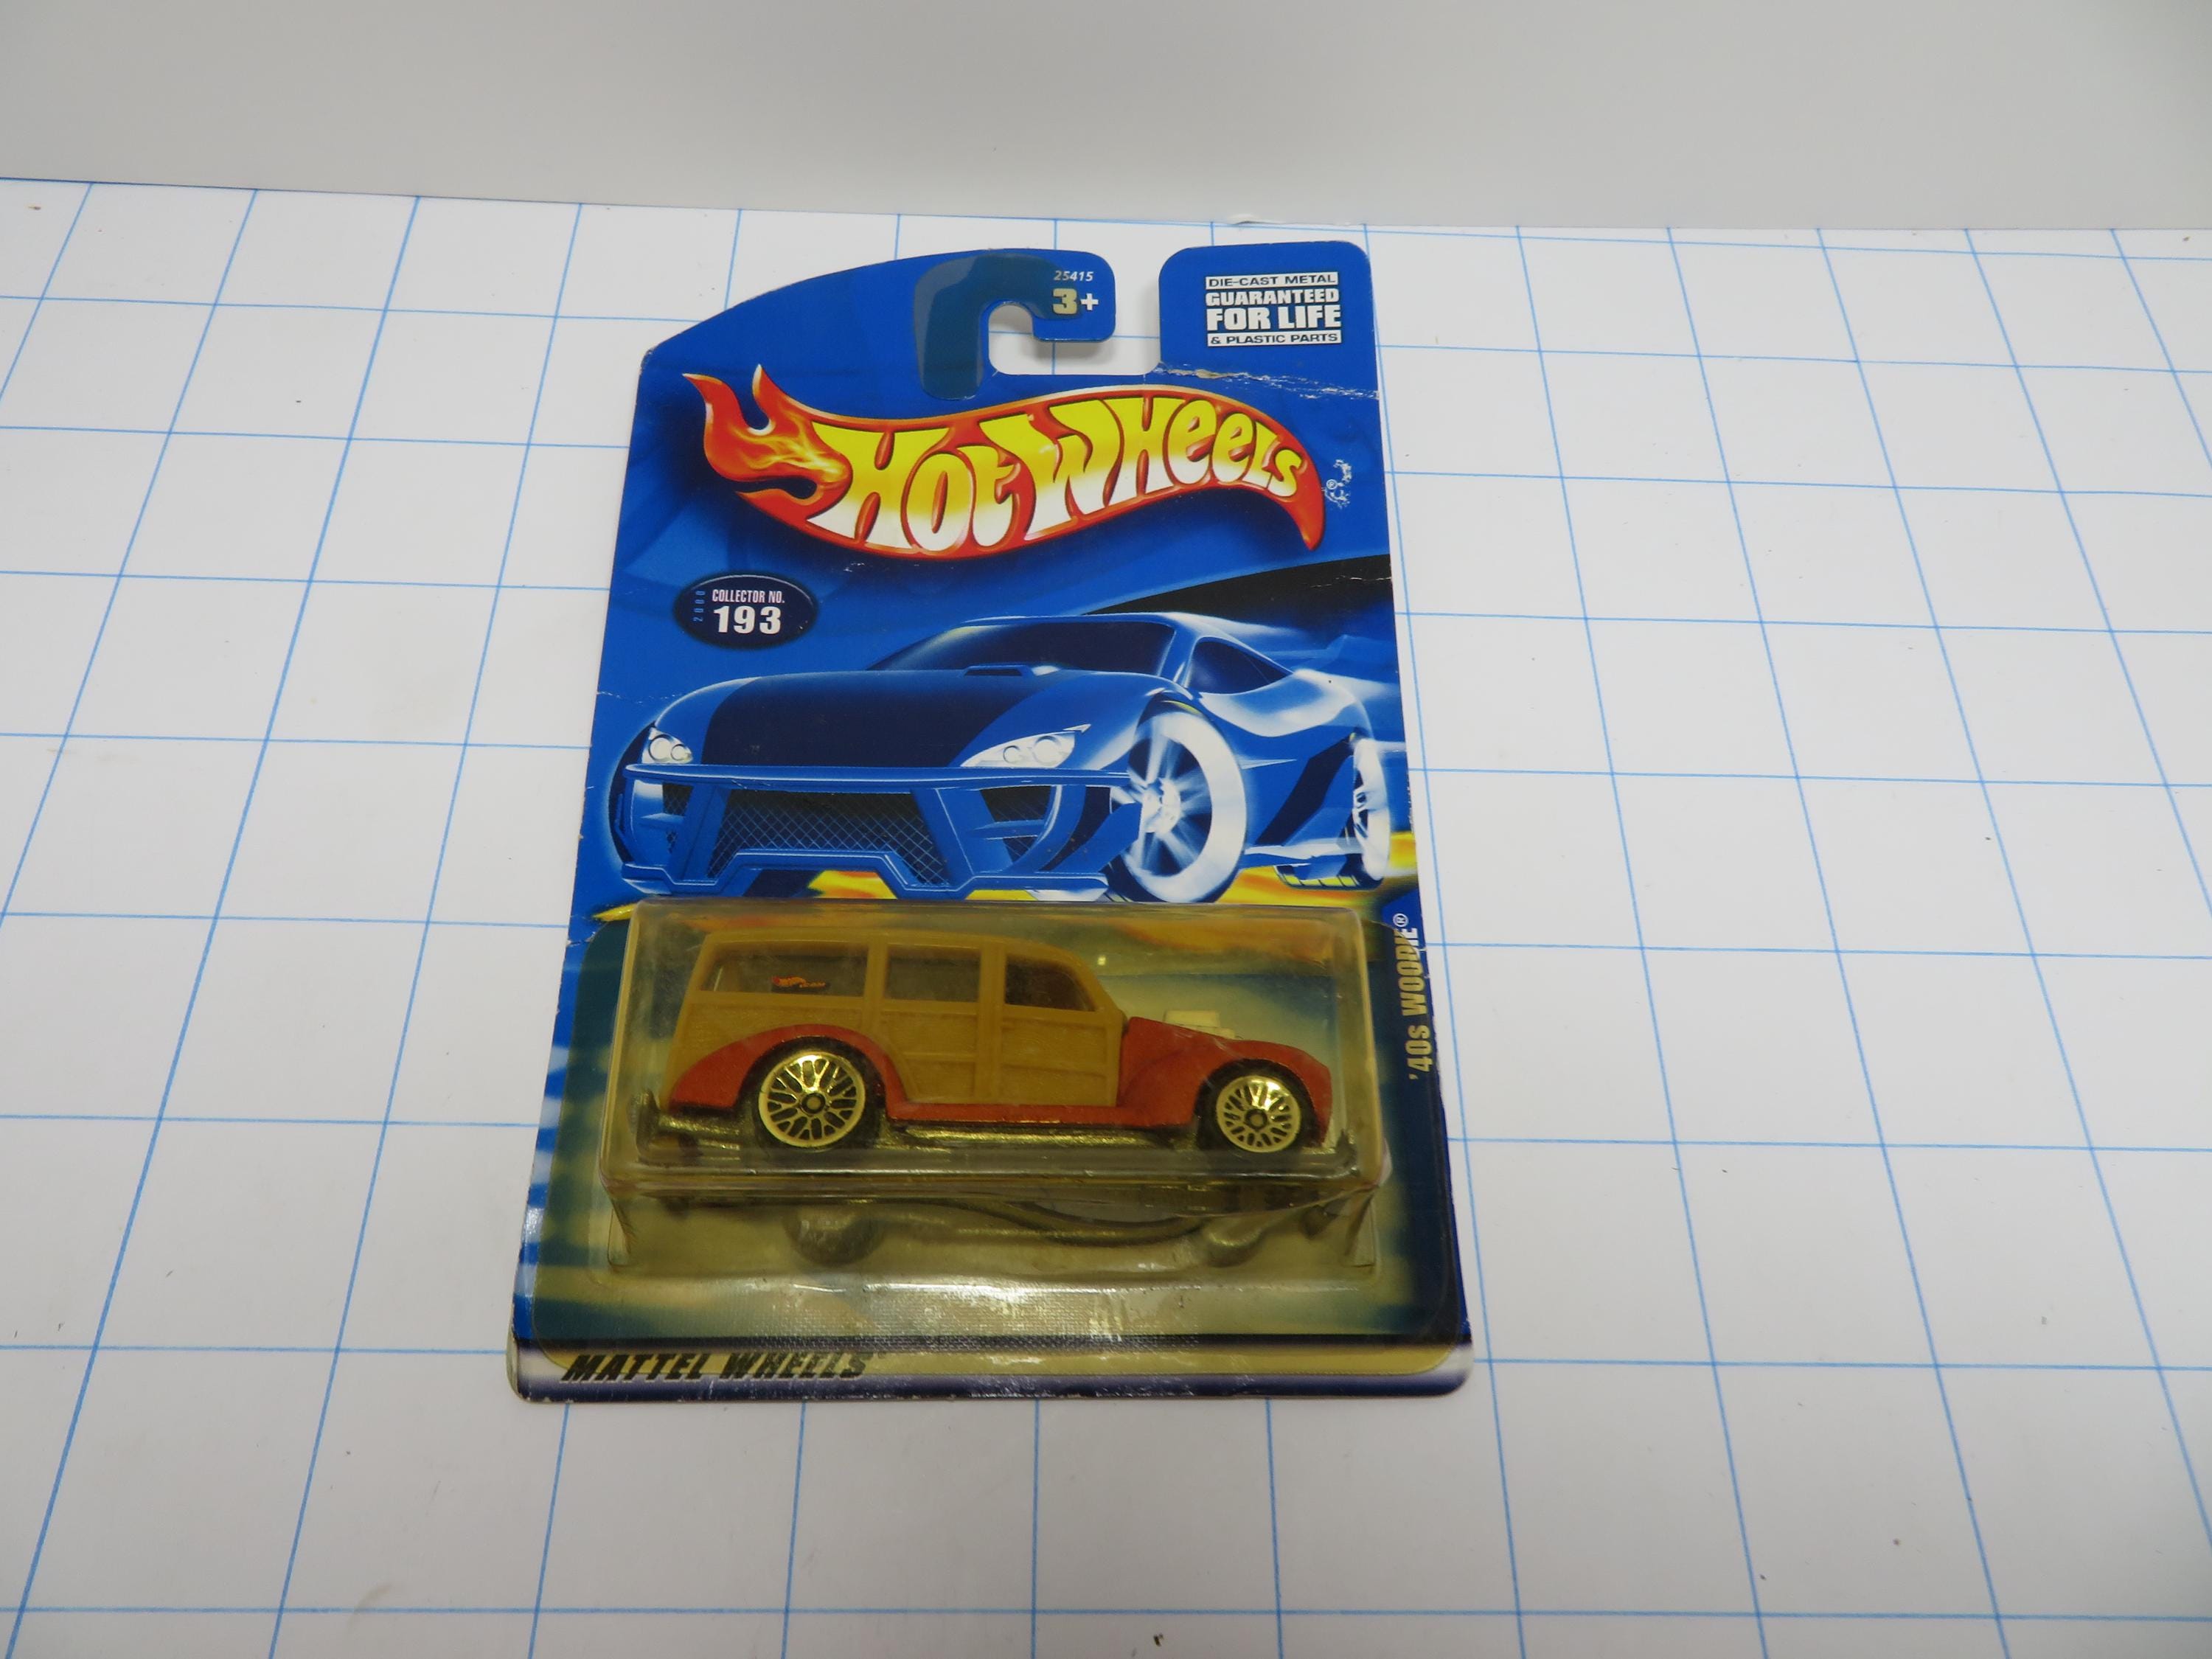 25415
3+
DIE-CAST METAL
GUARANTEED
FOR LIFE
& PLASTIC PARTS
HOT WHEELS®
2000
COLLECTOR NO.
193
'40s WOODIE®
MATTEL WHEELS™